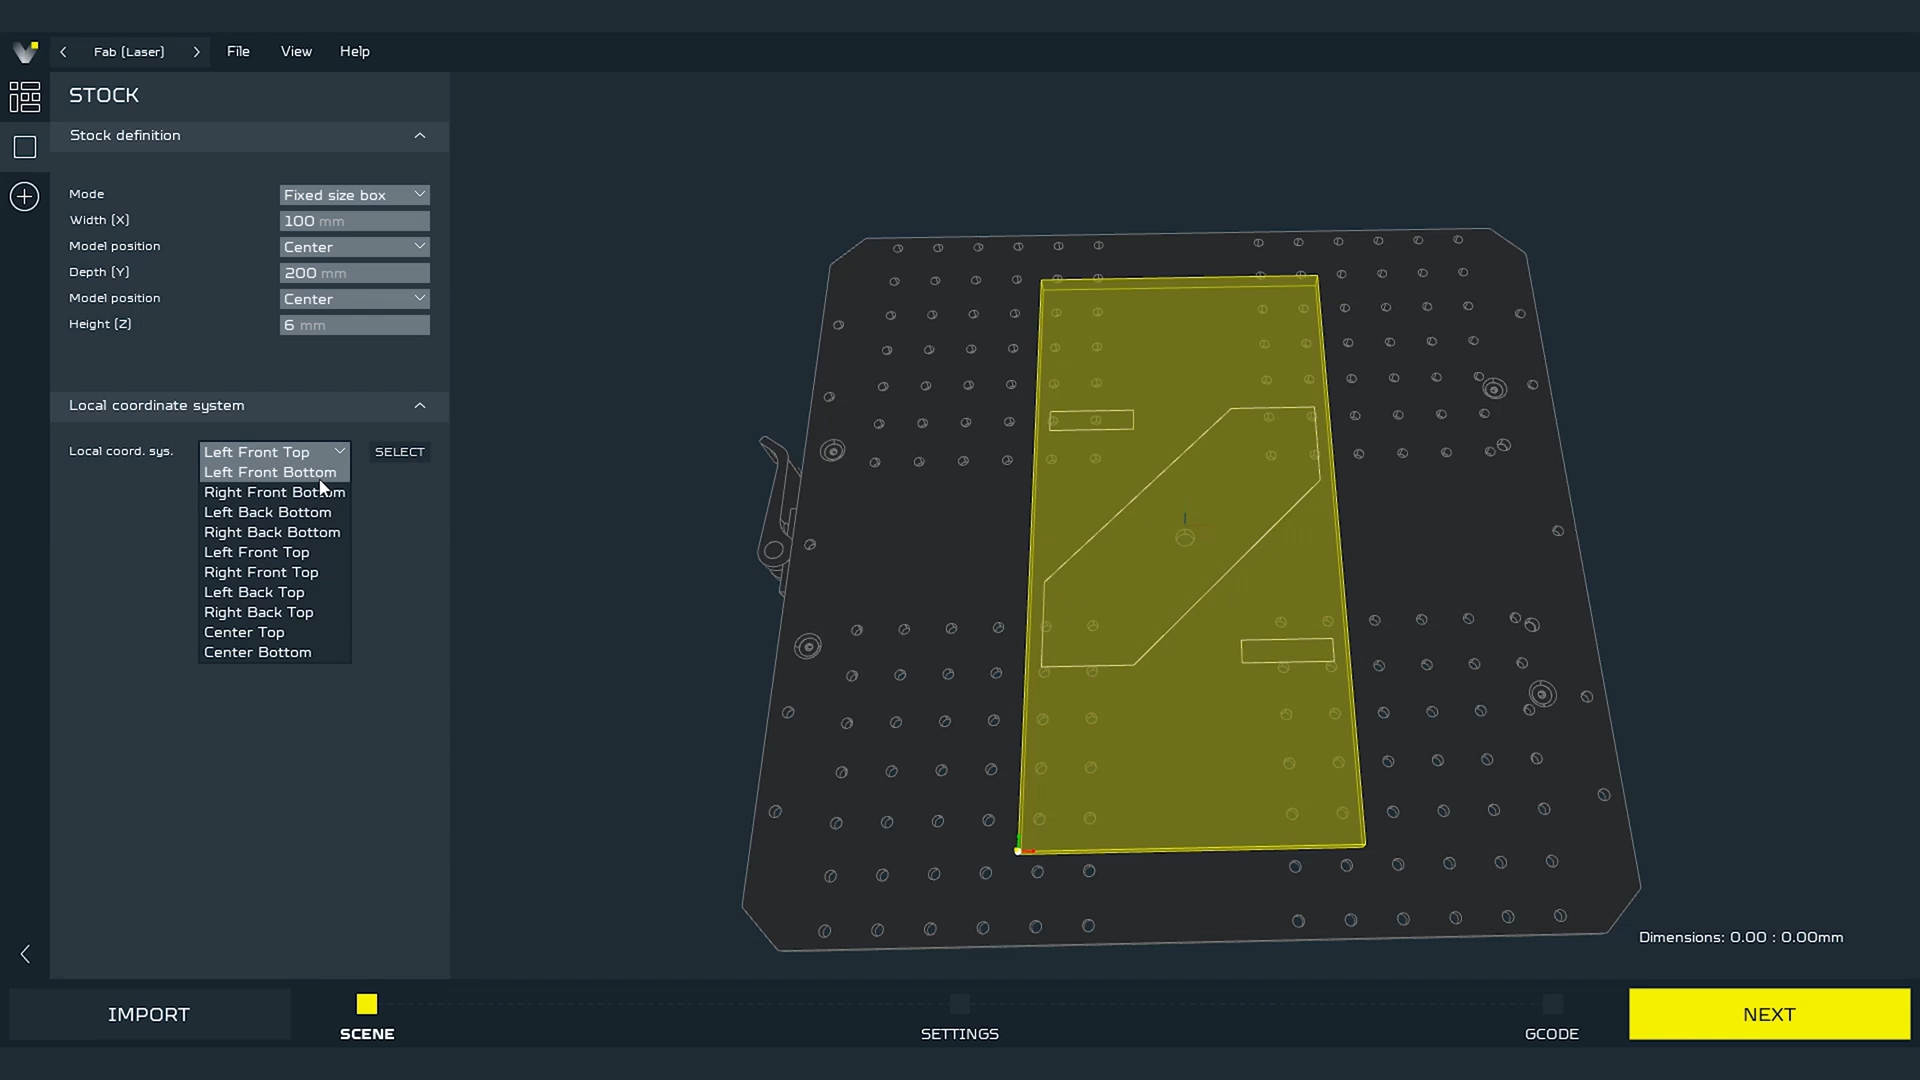 Fab (Laser)
File
View
Help
STOCK
Stock definition
Mode
Fixed size box
Width (X)
100 mm
Model position
Center
Depth (Y)
200 mm
Model position
Center
Height (Z)
6 mm
Local coordinate system
Local coord. sys.
Left Front Top
SELECT
Left Front Bottom
Right Front Bottom
Left Back Bottom
Right Back Bottom
Left Front Top
Right Front Top
Left Back Top
Right Back Top
Center Top
Center Bottom
Dimensions: 0.00 : 0.00mm
IMPORT
SCENE
SETTINGS
GCODE
NEXT